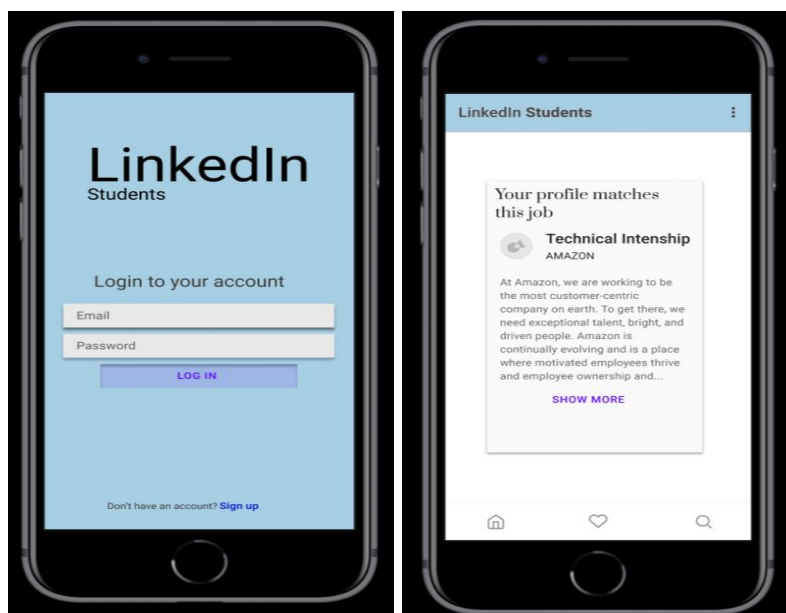 LinkedIn
Students
Login to your account
Email
Password
LOG IN
Don't have an account? Sign up
LinkedIn Students
Your profile matches
this job
Technical Intenship
AMAZON
At Amazon, we are working to be
the most customer-centric
company on earth. To get there, we
need exceptional talent, bright, and
driven people. Amazon is
continually evolving and is a place
where motivated employees thrive
and employee ownership and...
SHOW MORE